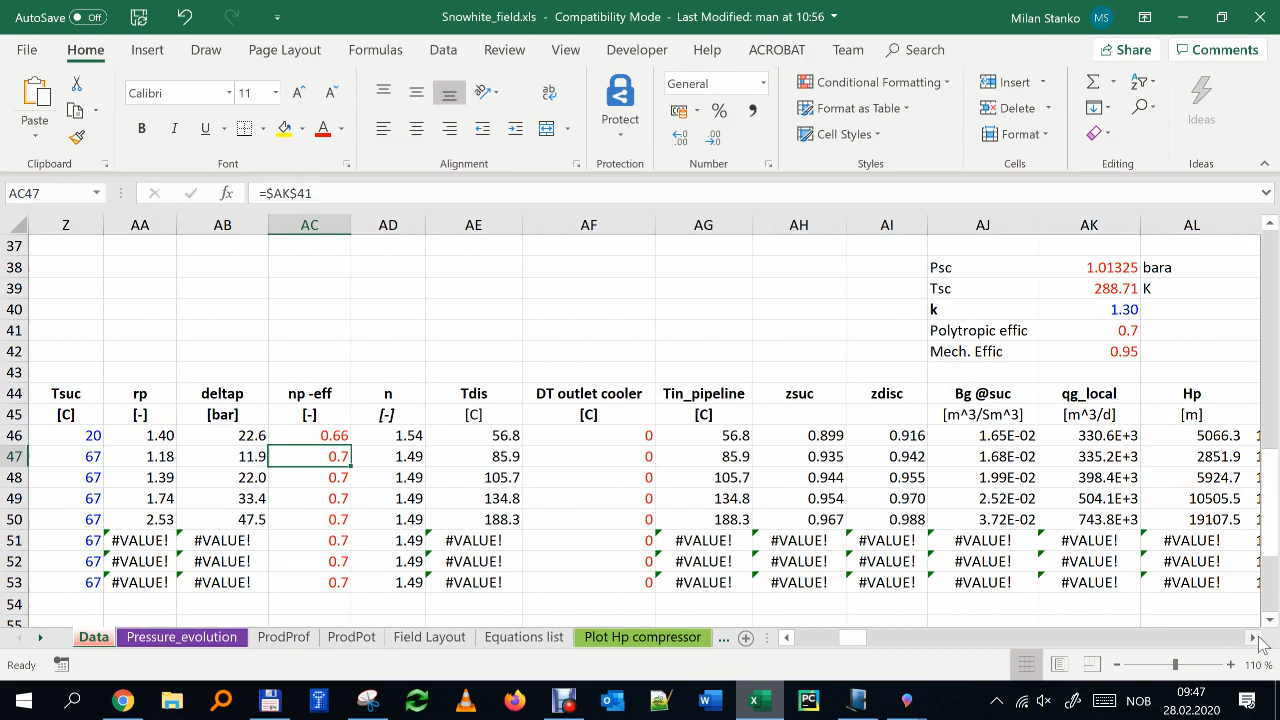 AutoSave Off Snowhite_field.xls - Compatibility Mode - Last Modified: man at 10:56 Milan Stanko MS
File Home Insert Draw Page Layout Formulas Data Review View Developer Help ACROBAT Team Search Share Comments
Calibri 11 General Conditional Formatting Insert
Paste Protect Format as Table Delete Ideas
Cell Styles Format
Clipboard Font Alignment Protection Number Styles Cells Editing Ideas
AC47 =$AK$41
Z AA AB AC AD AE AF AG AH AI AJ AK AL
37
38 Psc 1.01325 bara
39 Tsc 288.71 K
40 k 1.30
41 Polytropic effic 0.7
42 Mech. Effic 0.95
43
44 Tsuc rp deltap np -eff n Tdis DT outlet cooler Tin_pipeline zsuc zdisc Bg @suc qg_local Hp
45 [C] [-] [bar] [-] [-] [C] [C] [C] [m^3/Sm^3] [m^3/d] [m]
46 20 1.40 22.6 0.66 1.54 56.8 0 56.8 0.899 0.916 1.65E-02 330.6E+3 5066.3
47 67 1.18 11.9 0.7 1.49 85.9 0 85.9 0.935 0.942 1.68E-02 335.2E+3 2851.9
48 67 1.39 22.0 0.7 1.49 105.7 0 105.7 0.944 0.955 1.99E-02 398.4E+3 5924.7
49 67 1.74 33.4 0.7 1.49 134.8 0 134.8 0.954 0.970 2.52E-02 504.1E+3 10505.5
50 67 2.53 47.5 0.7 1.49 188.3 0 188.3 0.967 0.988 3.72E-02 743.8E+3 19107.5
51 67 #VALUE! #VALUE! 0.7 1.49 #VALUE! 0 #VALUE! #VALUE! #VALUE! #VALUE! #VALUE! #VALUE!
52 67 #VALUE! #VALUE! 0.7 1.49 #VALUE! 0 #VALUE! #VALUE! #VALUE! #VALUE! #VALUE! #VALUE!
53 67 #VALUE! #VALUE! 0.7 1.49 #VALUE! 0 #VALUE! #VALUE! #VALUE! #VALUE! #VALUE! #VALUE!
54
Data Pressure_evolution ProdProf ProdPot Field Layout Equations list Plot Hp compressor ...
Ready 110 %
NOB 09:47
28.02.2020